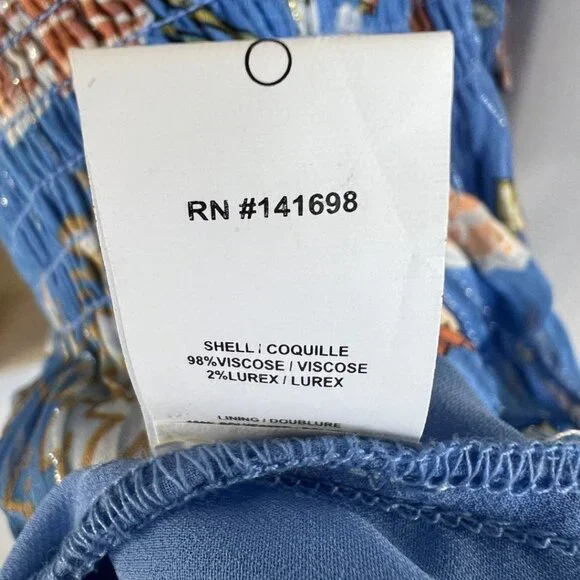 RN #141698
SHELL / COQUILLE
98%VISCOSE / VISCOSE
2%LUREX / LUREX
LINING / DOUBLURE